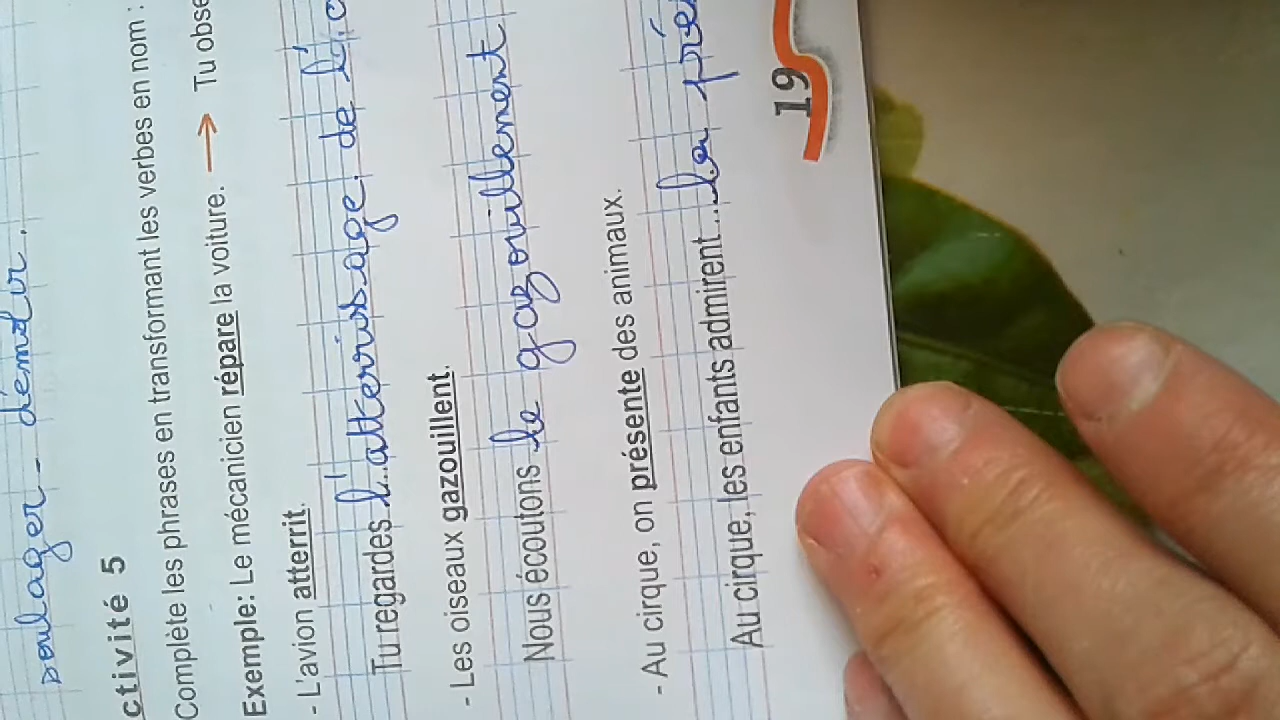 soulager - démolir.
ctivité 5
Complète les phrases en transformant les verbes en nom :
Exemple: Le mécanicien répare la voiture. → Tu obse
- L'avion atterrit.
Tu regardes l'atterrissage. de l'
- Les oiseaux gazouillent.
Nous écoutons le gazouillement
- Au cirque, on présente des animaux.
Au cirque, les enfants admirent... la pré
19